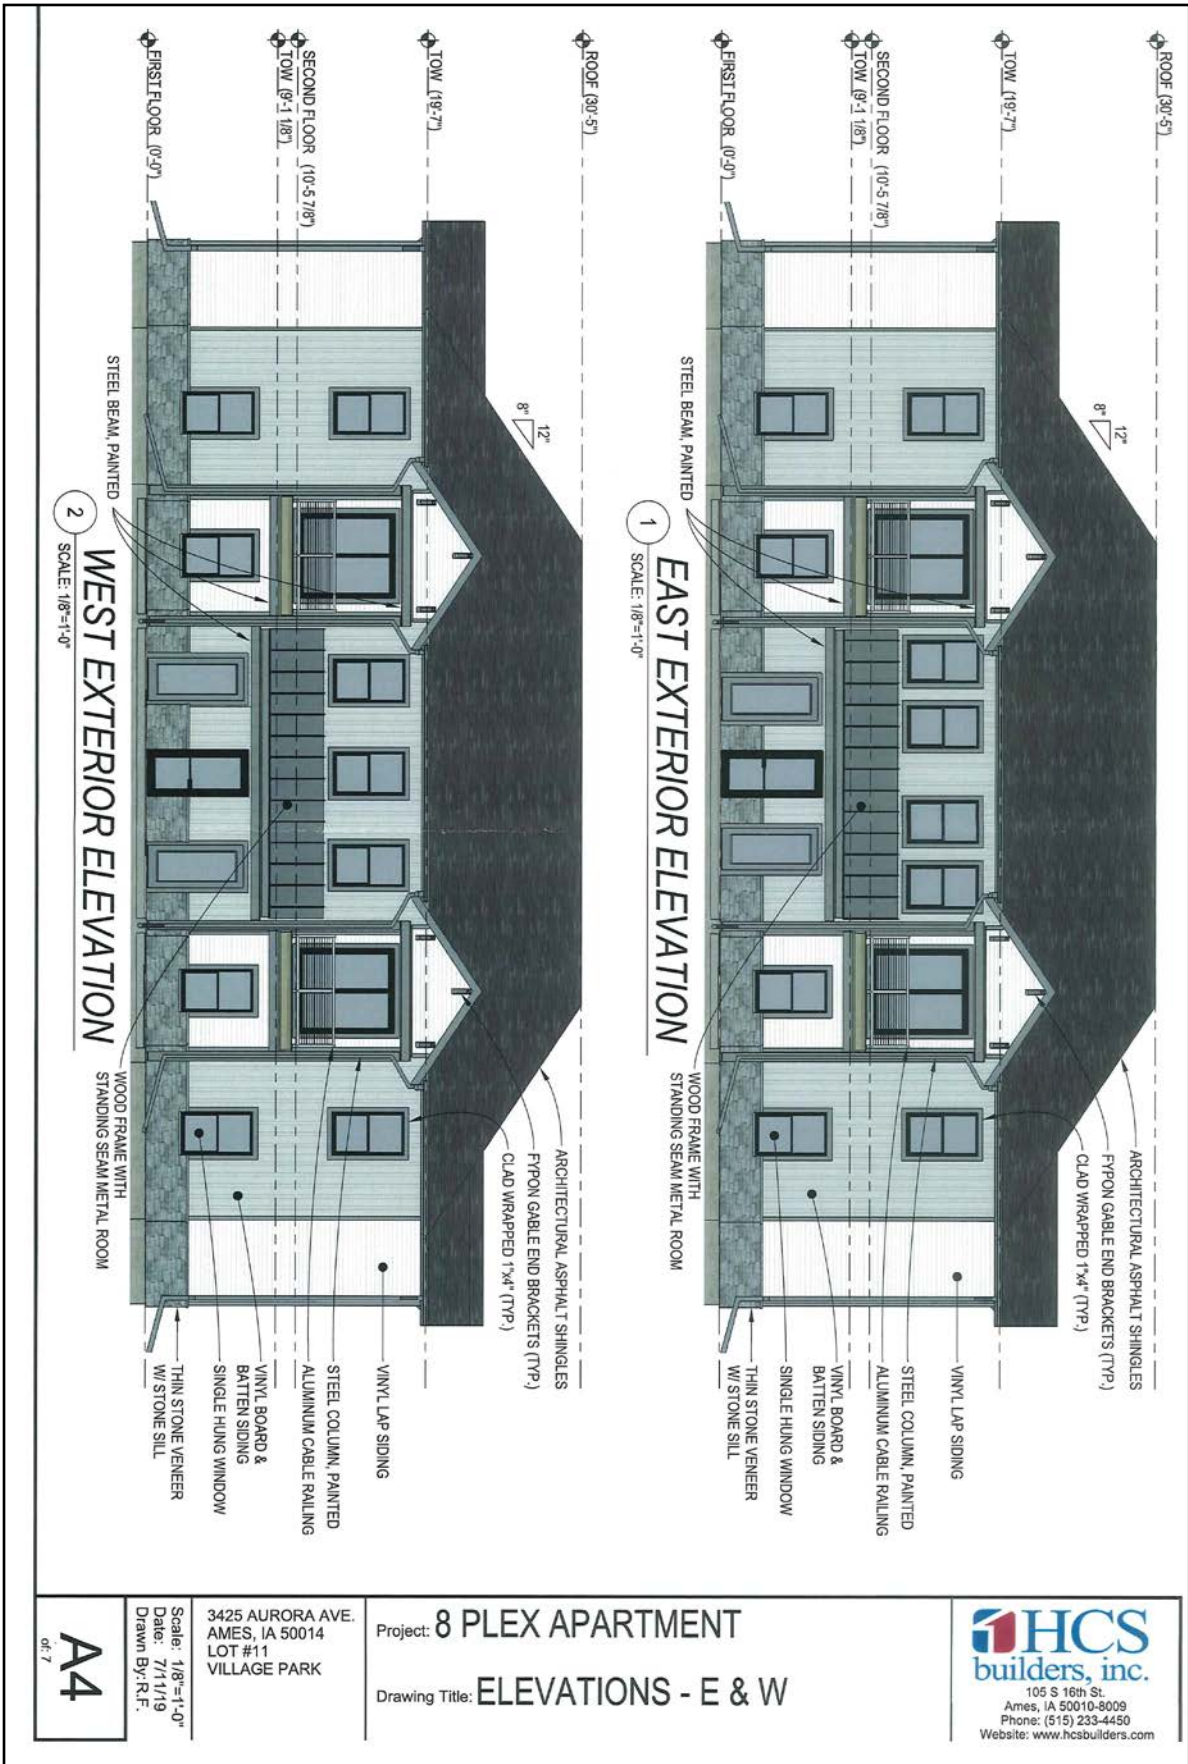 ROOF (30'-5")
TOW (19'-7")
SECOND FLOOR (10'-5 7/8")
TOW (9'-1 1/8")
FIRST FLOOR (0'-0")
8"
12"
STEEL BEAM, PAINTED
1
EAST EXTERIOR ELEVATION
SCALE: 1/8"=1'-0"
ARCHITECTURAL ASPHALT SHINGLES
FYPON GABLE END BRACKETS (TYP.)
CLAD WRAPPED 1"x4" (TYP.)
VINYL LAP SIDING
STEEL COLUMN, PAINTED
ALUMINUM CABLE RAILING
VINYL BOARD &
BATTEN SIDING
SINGLE HUNG WINDOW
THIN STONE VENEER
W/ STONE SILL
WOOD FRAME WITH
STANDING SEAM METAL ROOM
ROOF (30'-5")
TOW (19'-7")
SECOND FLOOR (10'-5 7/8")
TOW (9'-1 1/8")
FIRST FLOOR (0'-0")
8"
12"
STEEL BEAM, PAINTED
2
WEST EXTERIOR ELEVATION
SCALE: 1/8"=1'-0"
ARCHITECTURAL ASPHALT SHINGLES
FYPON GABLE END BRACKETS (TYP.)
CLAD WRAPPED 1"x4" (TYP.)
VINYL LAP SIDING
STEEL COLUMN, PAINTED
ALUMINUM CABLE RAILING
VINYL BOARD &
BATTEN SIDING
SINGLE HUNG WINDOW
THIN STONE VENEER
W/ STONE SILL
WOOD FRAME WITH
STANDING SEAM METAL ROOM
HCS
builders, inc.
105 S 16th St.
Ames, IA 50010-8009
Phone: (515) 233-4450
Website: www.hcsbuilders.com
Project: 8 PLEX APARTMENT
Drawing Title: ELEVATIONS - E & W
3425 AURORA AVE.
AMES, IA 50014
LOT #11
VILLAGE PARK
Scale: 1/8"=1'-0"
Date: 7/11/19
Drawn By: R.F.
A4
of: 7